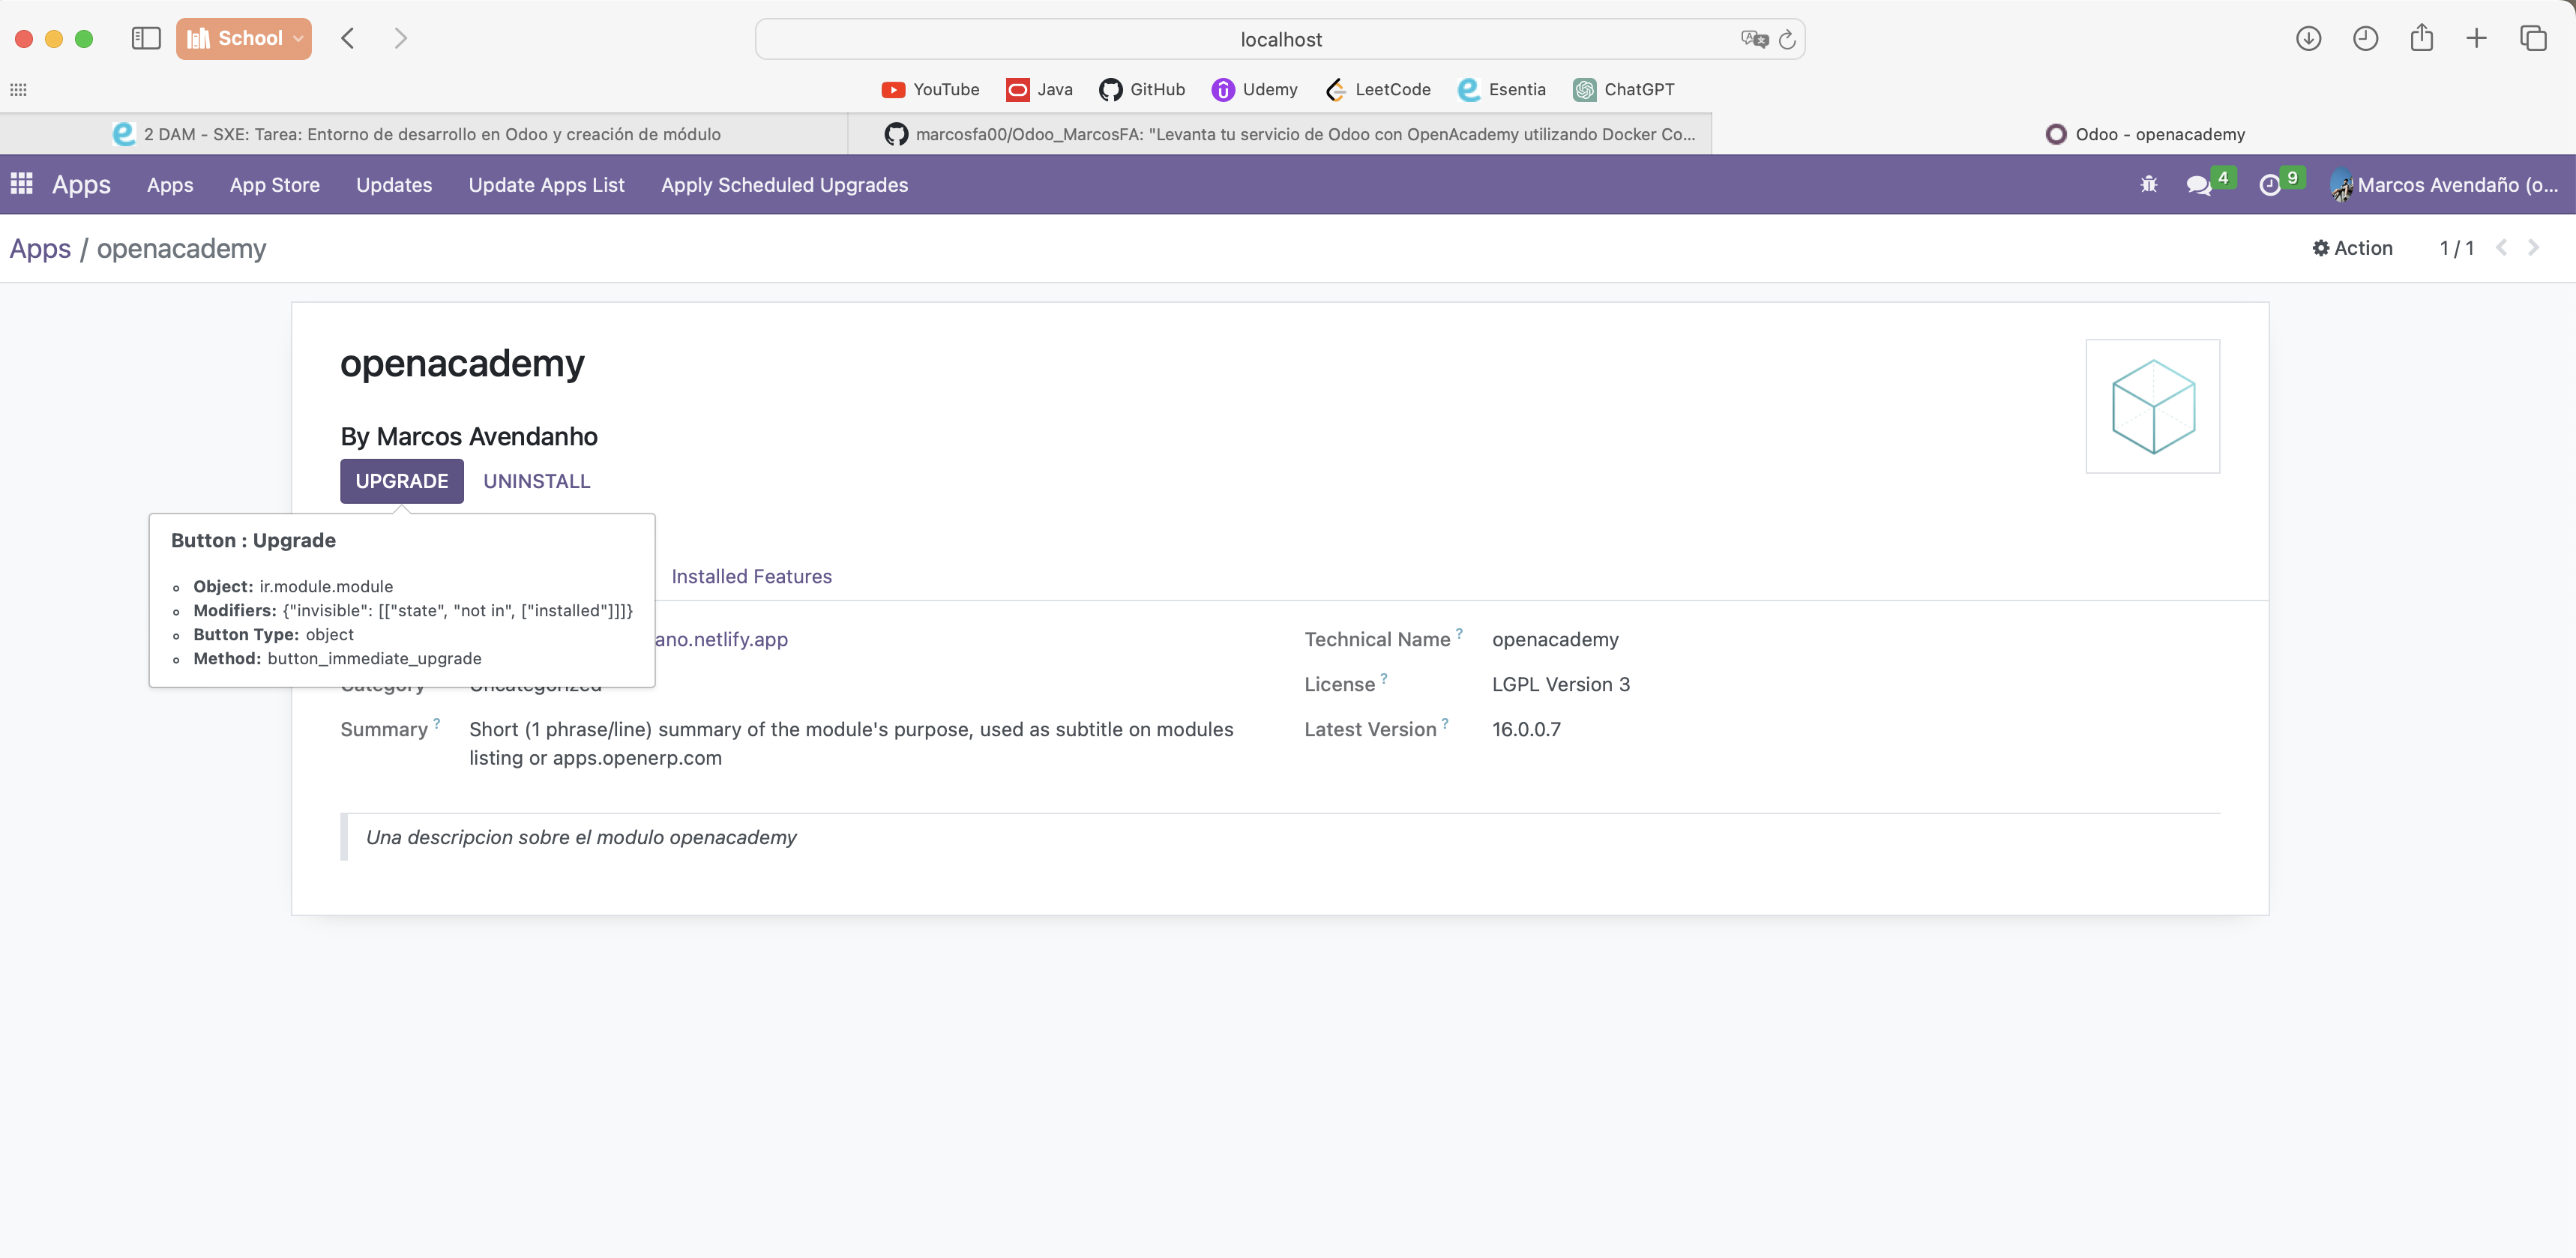 School
localhost
YouTube Java GitHub Udemy LeetCode Esentia ChatGPT
2 DAM - SXE: Tarea: Entorno de desarrollo en Odoo y creación de módulo
marcosfa00/Odoo_MarcosFA: "Levanta tu servicio de Odoo con OpenAcademy utilizando Docker Co...
Odoo - openacademy
Apps Apps App Store Updates Update Apps List Apply Scheduled Upgrades 4 9 Marcos Avendaño (o...
Apps / openacademy
Action 1 / 1
openacademy
By Marcos Avendanho
UPGRADE UNINSTALL
Button : Upgrade
Object: ir.module.module
Modifiers: {"invisible": [["state", "not in", ["installed"]]]}
Button Type: object
Method: button_immediate_upgrade
Installed Features
ano.netlify.app
Technical Name ? openacademy
Category Uncategorized
License ? LGPL Version 3
Summary ? Short (1 phrase/line) summary of the module's purpose, used as subtitle on modules
listing or apps.openerp.com
Latest Version ? 16.0.0.7
Una descripcion sobre el modulo openacademy